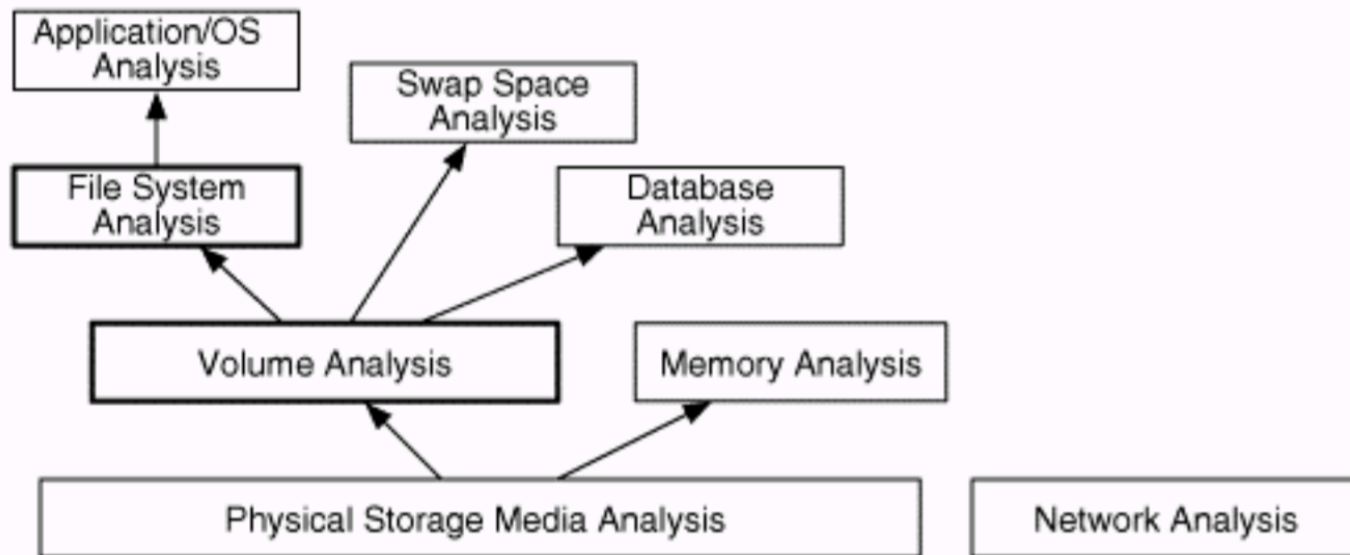 Application/OS
Analysis
Swap Space
Analysis
File System
Analysis
Database
Analysis
Volume Analysis
Memory Analysis
Physical Storage Media Analysis
Network Analysis